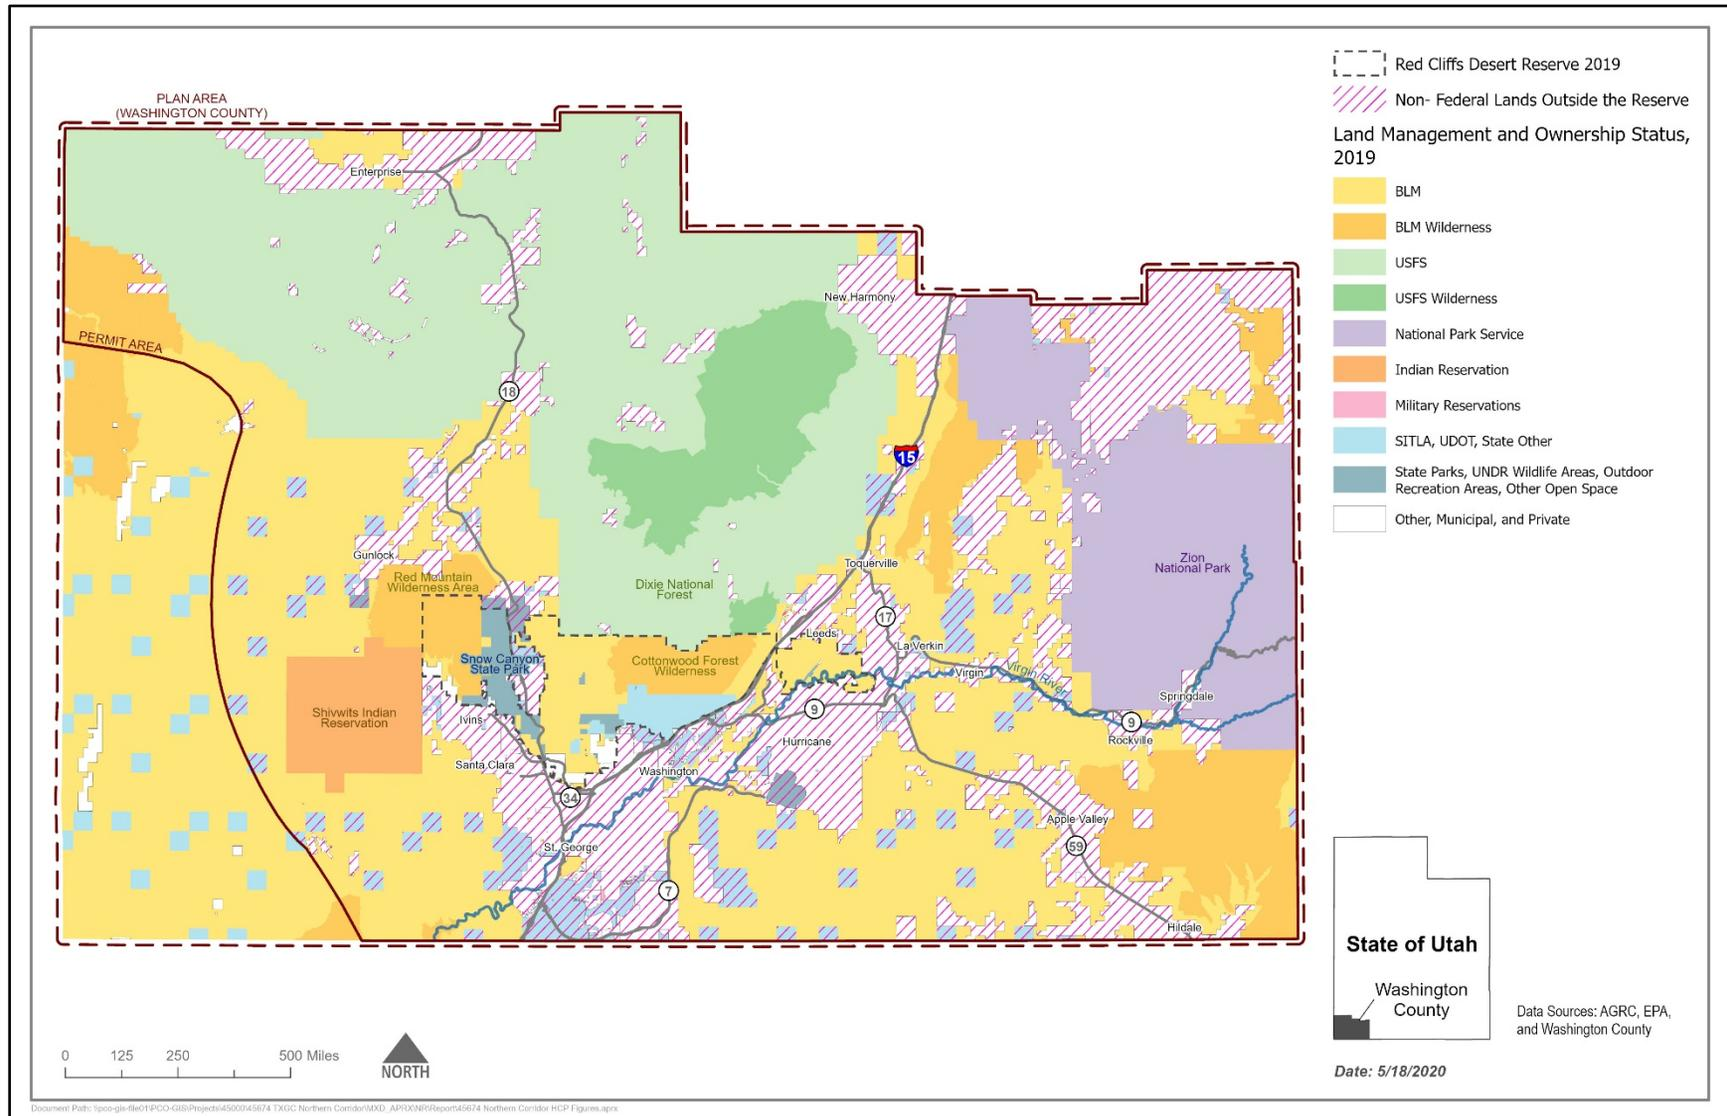 Red Cliffs Desert Reserve 2019
Non- Federal Lands Outside the Reserve
Land Management and Ownership Status,
2019
BLM
BLM Wilderness
USFS
USFS Wilderness
National Park Service
Indian Reservation
Military Reservations
SITLA, UDOT, State Other
State Parks, UNDR Wildlife Areas, Outdoor
Recreation Areas, Other Open Space
Other, Municipal, and Private
PLAN AREA
(WASHINGTON COUNTY)
Enterprise
New Harmony
PERMIT AREA
18
15
Gunlock
Red Mountain
Wilderness Area
Dixie National
Forest
Toquerville
Zion
National Park
17
Leeds
La Verkin
Snow Canyon
State Park
Cottonwood Forest
Wilderness
Virgin
Virgin River
Springdale
Shivwits Indian
Reservation
Ivins
9
9
Rockville
Hurricane
Santa Clara
Washington
34
Apple Valley
St. George
59
7
Hildale
State of Utah
Washington
County
Data Sources: AGRC, EPA,
and Washington County
Date: 5/18/2020
0 125 250 500 Miles
NORTH